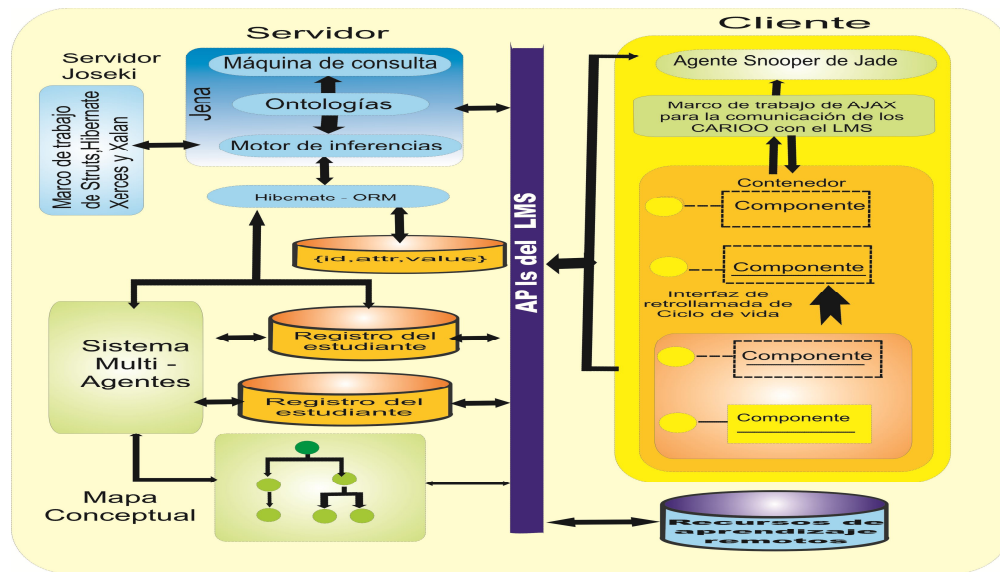 Servidor
Cliente
Servidor
Joseki
Marco de trabajo
de Struts,Hibernate
Xerces y Xalan
Jena
Máquina de consulta
Ontologías
Motor de inferencias
Hibernate - ORM
{id,attr,value}
Sistema
Multi -
Agentes
Registro del
estudiante
Registro del
estudiante
Mapa
Conceptual
APIs del LMS
Agente Snooper de Jade
Marco de trabajo de AJAX
para la comunicación de los
CARIOO con el LMS
Contenedor
Componente
Componente
Interfaz de
retrollamada de
Ciclo de vida
Componente
Componente
Recursos de
aprendizaje
remotos